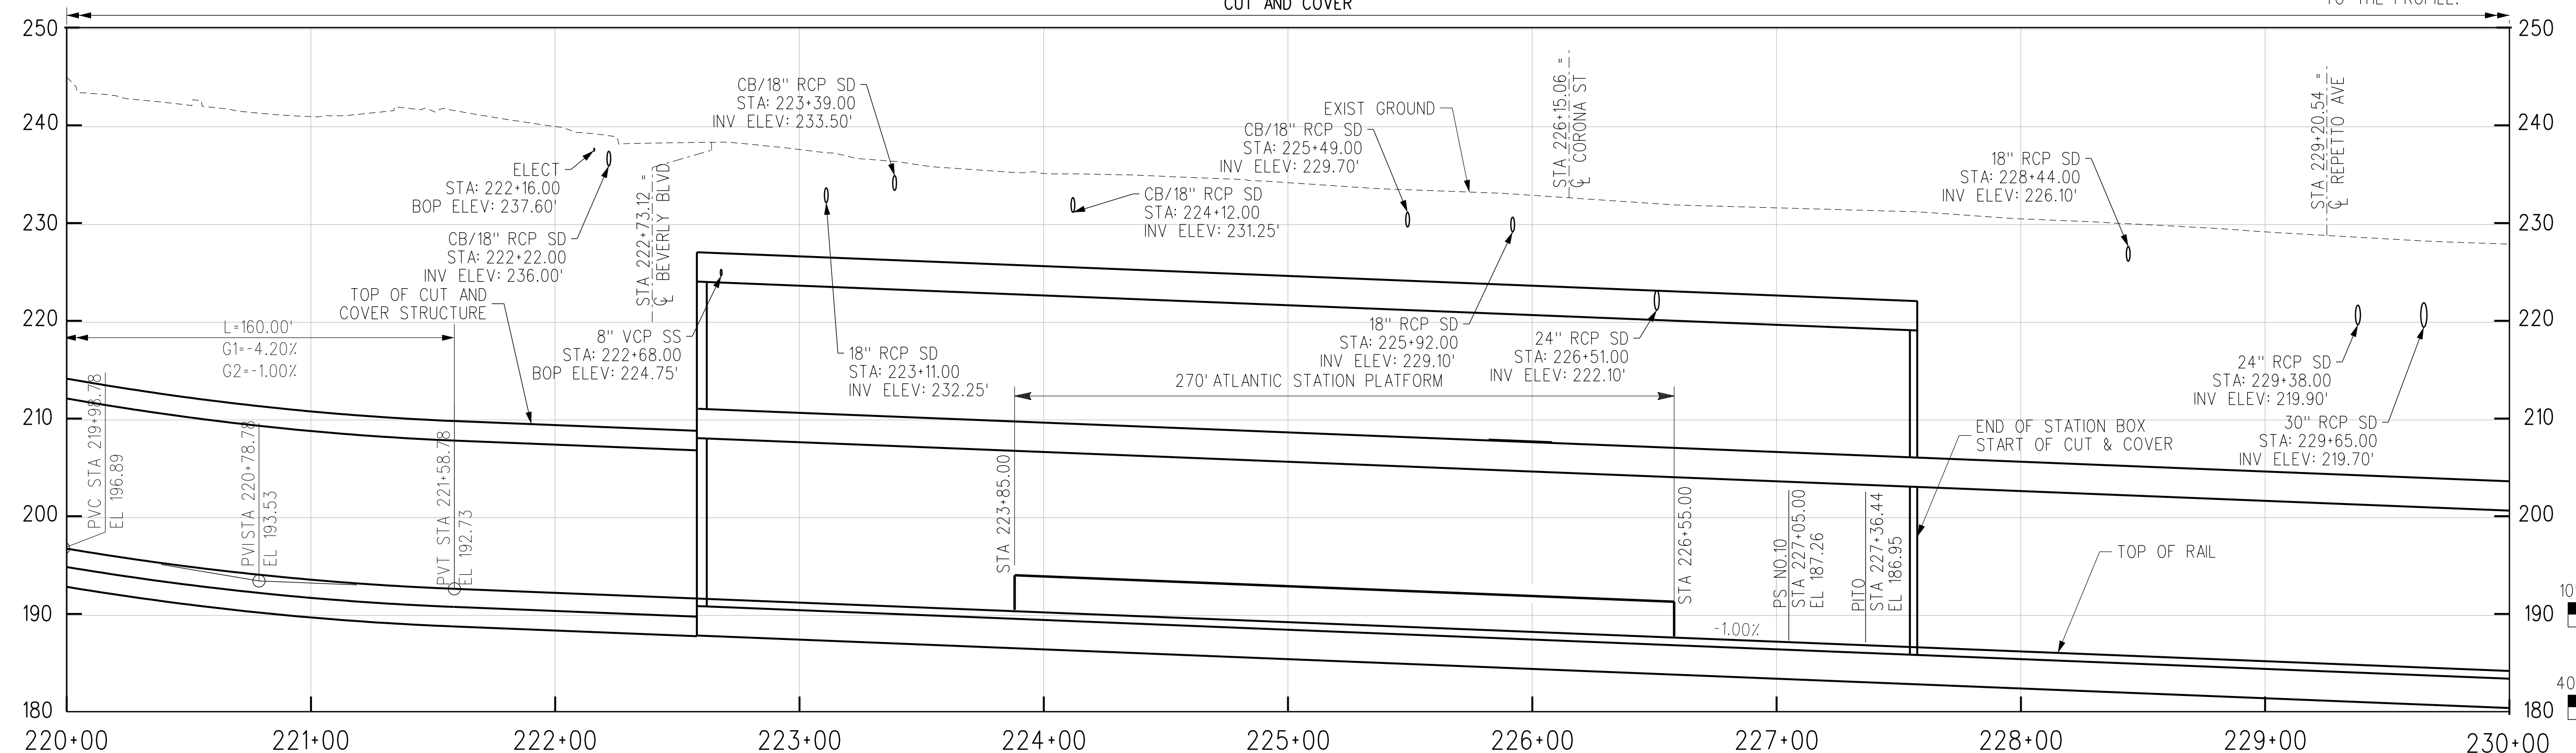 CUT AND COVER
TO THE PROFILE.
250
240
230
220
210
200
190
180
250
240
230
220
210
200
190
180
CB/18" RCP SD
STA: 223+39.00
INV ELEV: 233.50'
ELECT
STA: 222+16.00
BOP ELEV: 237.60'
CB/18" RCP SD
STA: 222+22.00
INV ELEV: 236.00'
TOP OF CUT AND
COVER STRUCTURE
L=160.00'
G1=-4.20%
G2=-1.00%
PVC STA 219+98.78
EL 196.89
PVISTA 220+78.78
EL 193.53
PVT STA 221+58.78
EL 192.73
STA 222+73.12 =
℄ BEVERLY BLVD
8" VCP SS
STA: 222+68.00
BOP ELEV: 224.75'
18" RCP SD
STA: 223+11.00
INV ELEV: 232.25'
CB/18" RCP SD
STA: 224+12.00
INV ELEV: 231.25'
EXIST GROUND
CB/18" RCP SD
STA: 225+49.00
INV ELEV: 229.70'
STA 226+15.06 =
℄ CORONA ST
18" RCP SD
STA: 225+92.00
INV ELEV: 229.10'
24" RCP SD
STA: 226+51.00
INV ELEV: 222.10'
270' ATLANTIC STATION PLATFORM
STA 223+85.00
STA 226+55.00
-1.00%
PS NO.10
STA 227+05.00
EL 187.26
PITO
STA 227+36.44
EL 186.95
END OF STATION BOX
START OF CUT & COVER
TOP OF RAIL
18" RCP SD
STA: 228+44.00
INV ELEV: 226.10'
STA 229+20.54 =
℄ REPETTO AVE
24" RCP SD
STA: 229+38.00
INV ELEV: 219.90'
30" RCP SD
STA: 229+65.00
INV ELEV: 219.70'
10
40
220+00
221+00
222+00
223+00
224+00
225+00
226+00
227+00
228+00
229+00
230+00